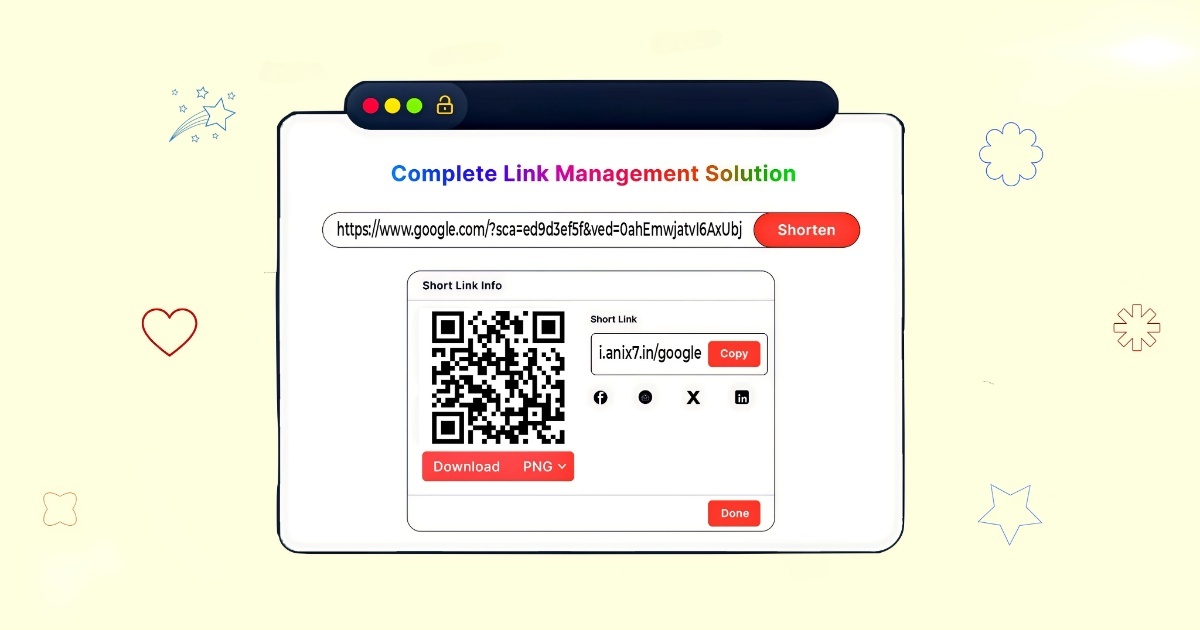 Complete Link Management Solution
https://www.google.com/?sca=ed9d3ef5f&ved=0ahEmwjatvI6AxUbj
Shorten
Short Link Info
Short Link
i.anix7.in/google
Copy
Download PNG
Done